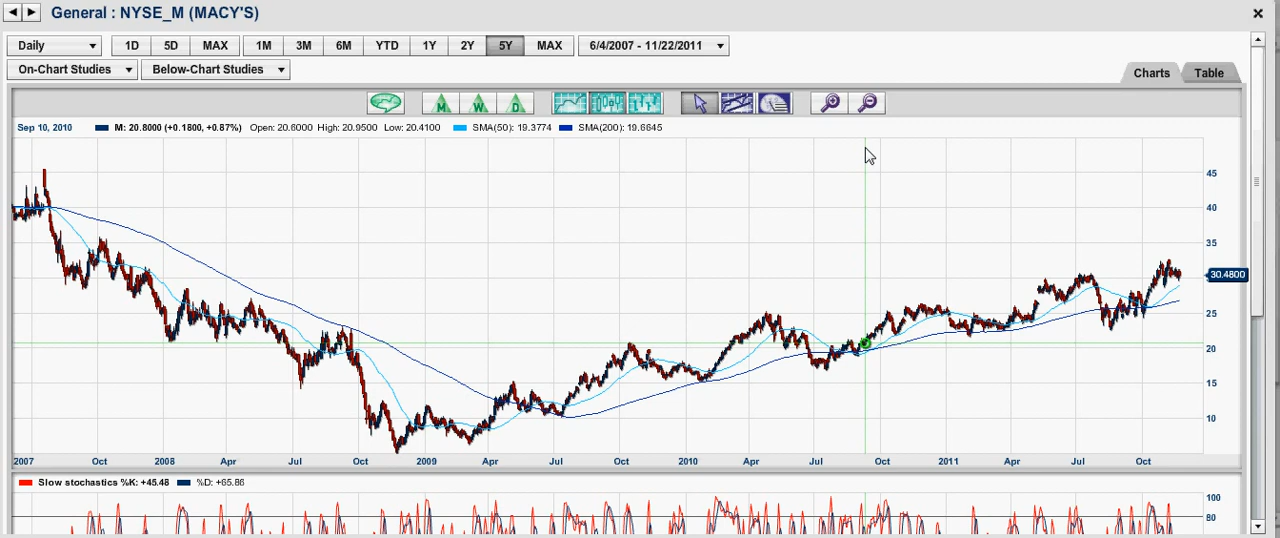 General : NYSE_M (MACY'S)
Daily 1D 5D MAX 1M 3M 6M YTD 1Y 2Y 5Y MAX 6/4/2007 - 11/22/2011
On-Chart Studies Below-Chart Studies Charts Table
M W D
Sep 10, 2010 M: 20.8000 (+0.1800, +0.87%) Open: 20.6000 High: 20.9500 Low: 20.4100 SMA(50): 19.3774 SMA(200): 19.6645
45
40
35
30.4800
25
20
15
10
2007 Oct 2008 Apr Jul Oct 2009 Apr Jul Oct 2010 Apr Jul Oct 2011 Apr Jul Oct
Slow stochastics %K: +45.48 %D: +65.86
100
80